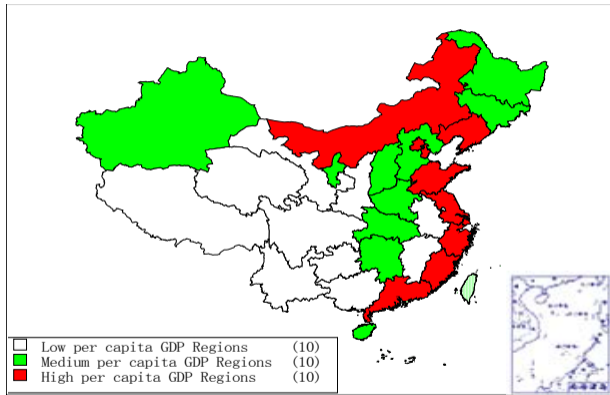 Low per capita GDP Regions (10)
Medium per capita GDP Regions (10)
High per capita GDP Regions (10)